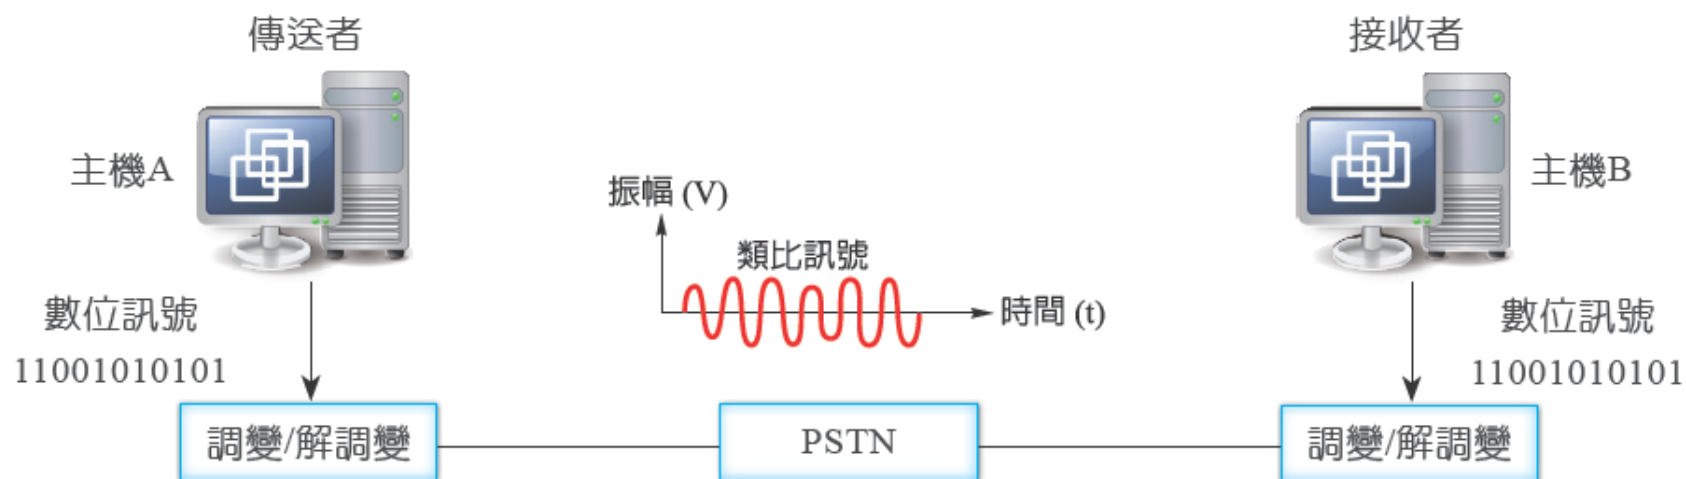 傳送者
接收者
主機A
主機B
振幅 (V)
類比訊號
時間 (t)
數位訊號
11001010101
數位訊號
11001010101
調變/解調變
PSTN
調變/解調變